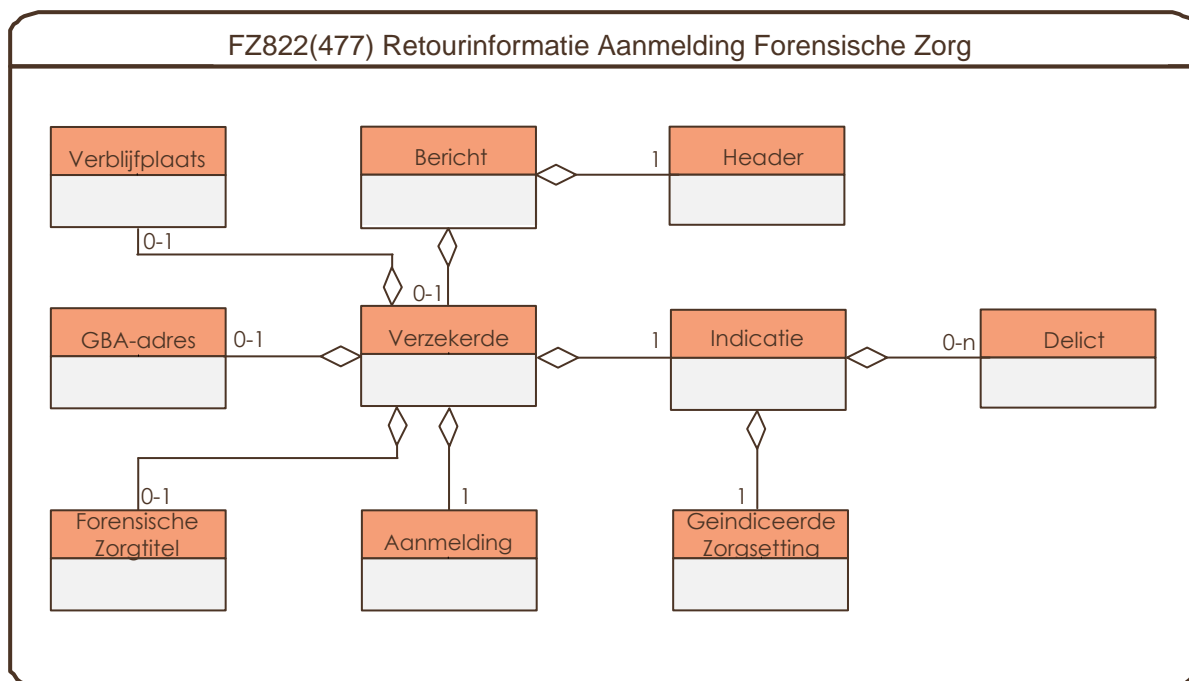 FZ822(477) Retourinformatie Aanmelding Forensische Zorg
Verblijfplaats
Bericht
1
Header
0-1
0-1
GBA-adres
0-1
Verzekerde
1
Indicatie
0-n
Delict
0-1
1
1
Forensische
Zorgtitel
Aanmelding
Geindiceerde
Zorgsetting